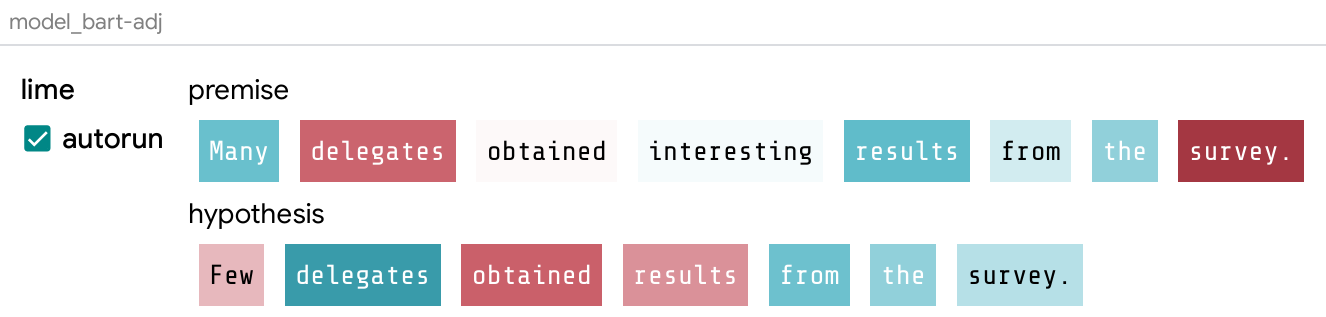 model_bart-adj
lime
autorun
premise
Many delegates obtained interesting results from the survey.
hypothesis
Few delegates obtained results from the survey.